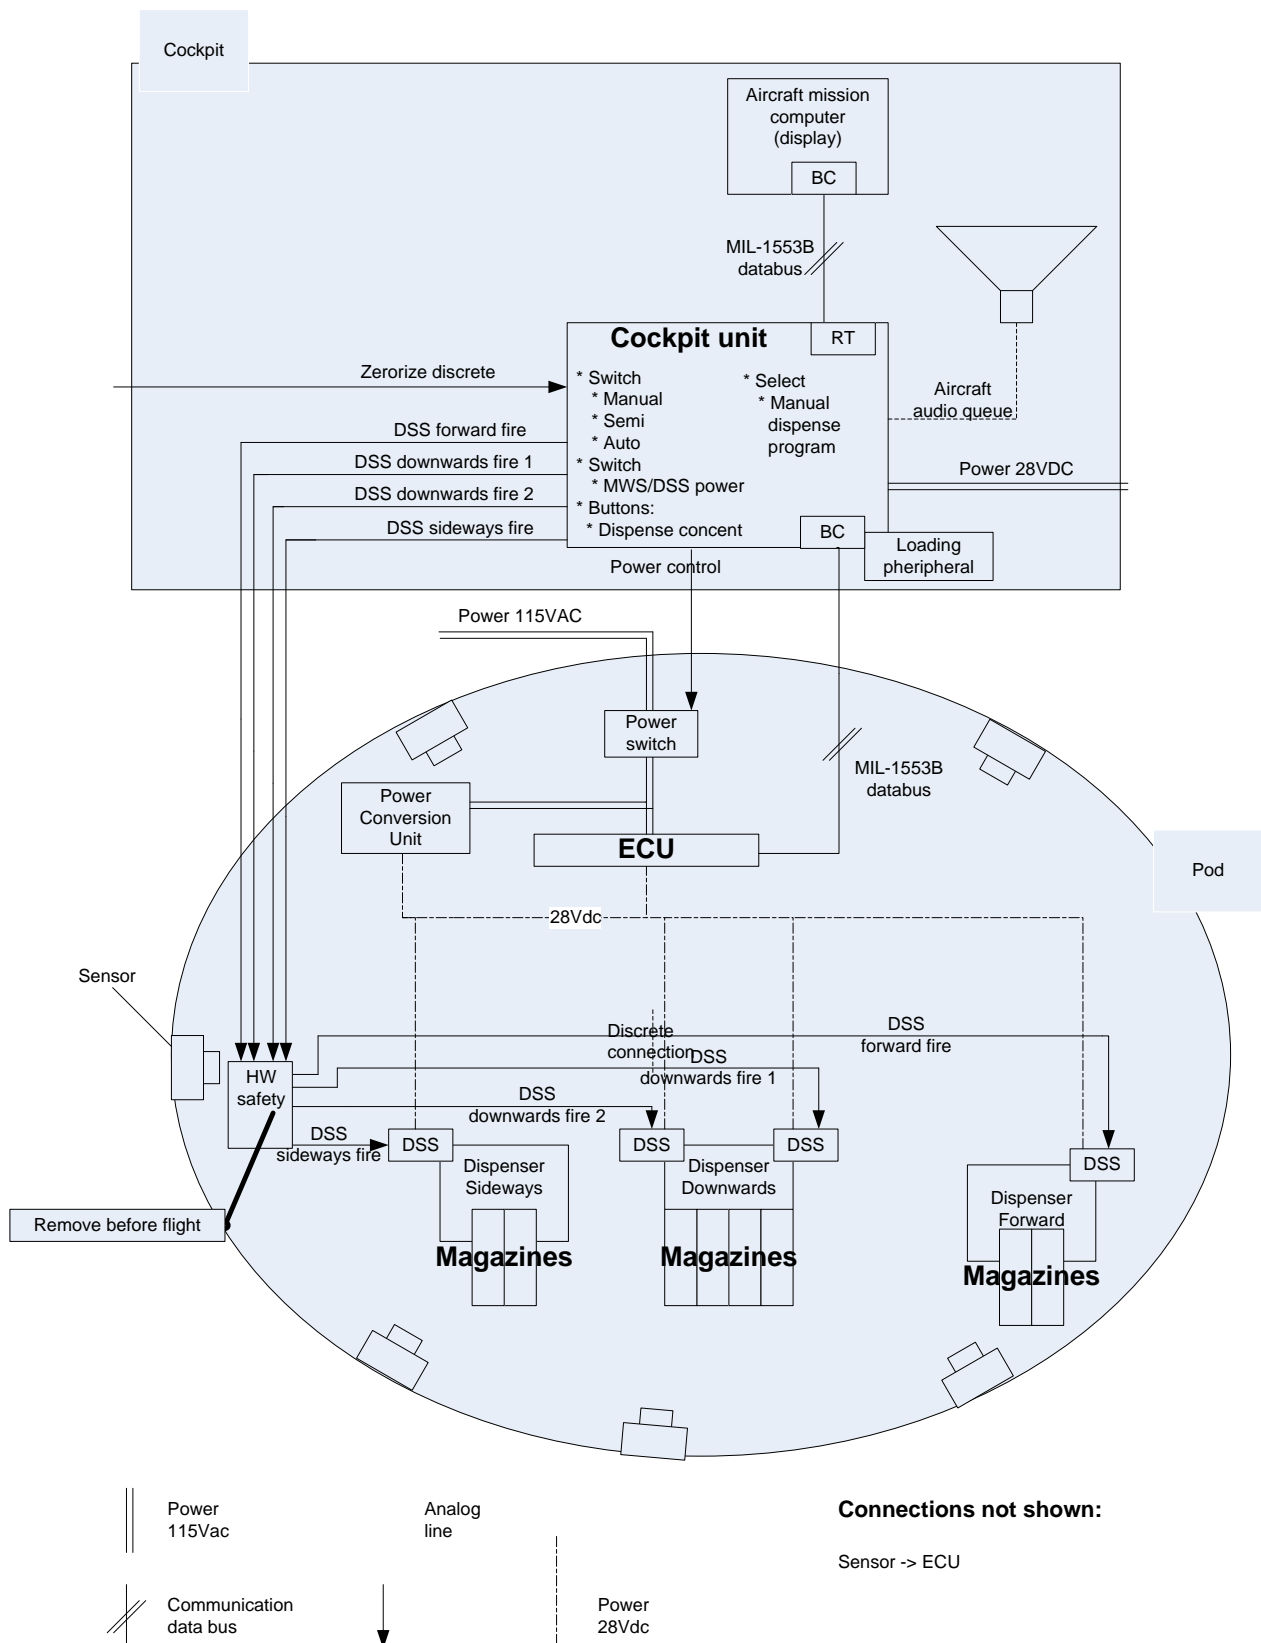 Cockpit
Aircraft mission
computer
(display)
BC
MIL-1553B
databus
Cockpit unit
RT
Zerorize discrete
* Switch
* Manual
* Semi
* Auto
* Switch
* MWS/DSS power
* Buttons:
* Dispense concent
* Select
* Manual
dispense
program
Aircraft
audio queue
DSS forward fire
DSS downwards fire 1
DSS downwards fire 2
DSS sideways fire
Power 28VDC
BC
Loading
pheripheral
Power control
Power 115VAC
Power
switch
MIL-1553B
databus
Power
Conversion
Unit
ECU
Pod
28Vdc
Sensor
Discrete
connection
DSS
forward fire
DSS
downwards fire 1
HW
safety
DSS
downwards fire 2
DSS
sideways fire
DSS
DSS
DSS
DSS
Dispenser
Sideways
Dispenser
Downwards
Dispenser
Forward
Remove before flight
Magazines
Magazines
Magazines
Power
115Vac
Analog
line
Connections not shown:
Sensor -> ECU
Communication
data bus
Power
28Vdc